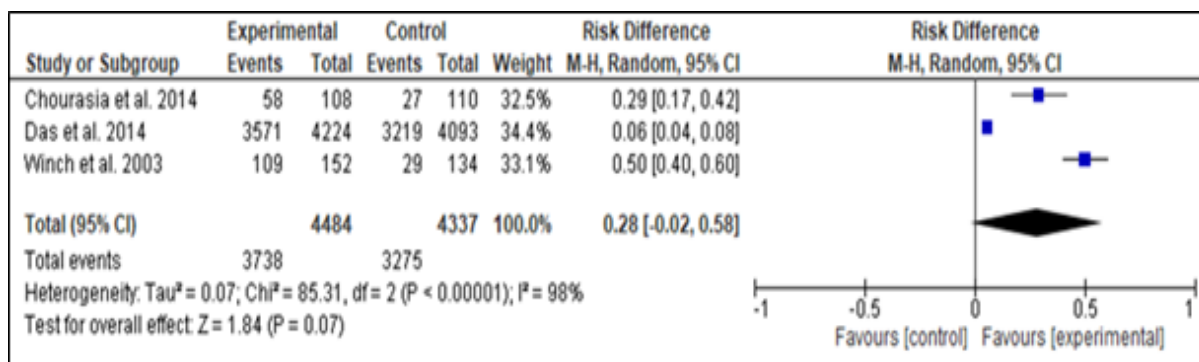 Experimental Control Risk Difference Risk Difference
Study or Subgroup Events Total Events Total Weight M-H, Random, 95% CI M-H, Random, 95% CI
Chourasia et al. 2014 58 108 27 110 32.5% 0.29 [0.17, 0.42]
Das et al. 2014 3571 4224 3219 4093 34.4% 0.06 [0.04, 0.08]
Winch et al. 2003 109 152 29 134 33.1% 0.50 [0.40, 0.60]
Total (95% CI) 4484 4337 100.0% 0.28 [-0.02, 0.58]
Total events 3738 3275
Heterogeneity: Tau² = 0.07; Chi² = 85.31, df = 2 (P < 0.00001); I² = 98%
Test for overall effect: Z = 1.84 (P = 0.07)
-1 -0.5 0 0.5 1
Favours [control] Favours [experimental]